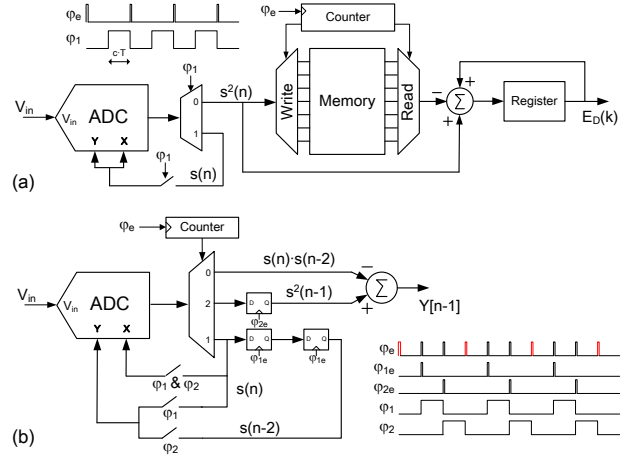 φe
φ1
c·T
φe
Counter
φ1
s²(n)
Vin
Vin
ADC
Y X
0
1
Write
Memory
Read
−
+
Σ
+
Register
ED(k)
φ1
s(n)
(a)
φe
Counter
s(n)·s(n-2)
0
−
Vin
Vin
ADC
Y X
2
D Q
φ2e
s²(n-1)
Σ
+
Y[n-1]
1
D Q
φ1e
D Q
φ1e
φ1 & φ2
s(n)
φ1
s(n-2)
φ2
φe
φ1e
φ2e
φ1
φ2
(b)